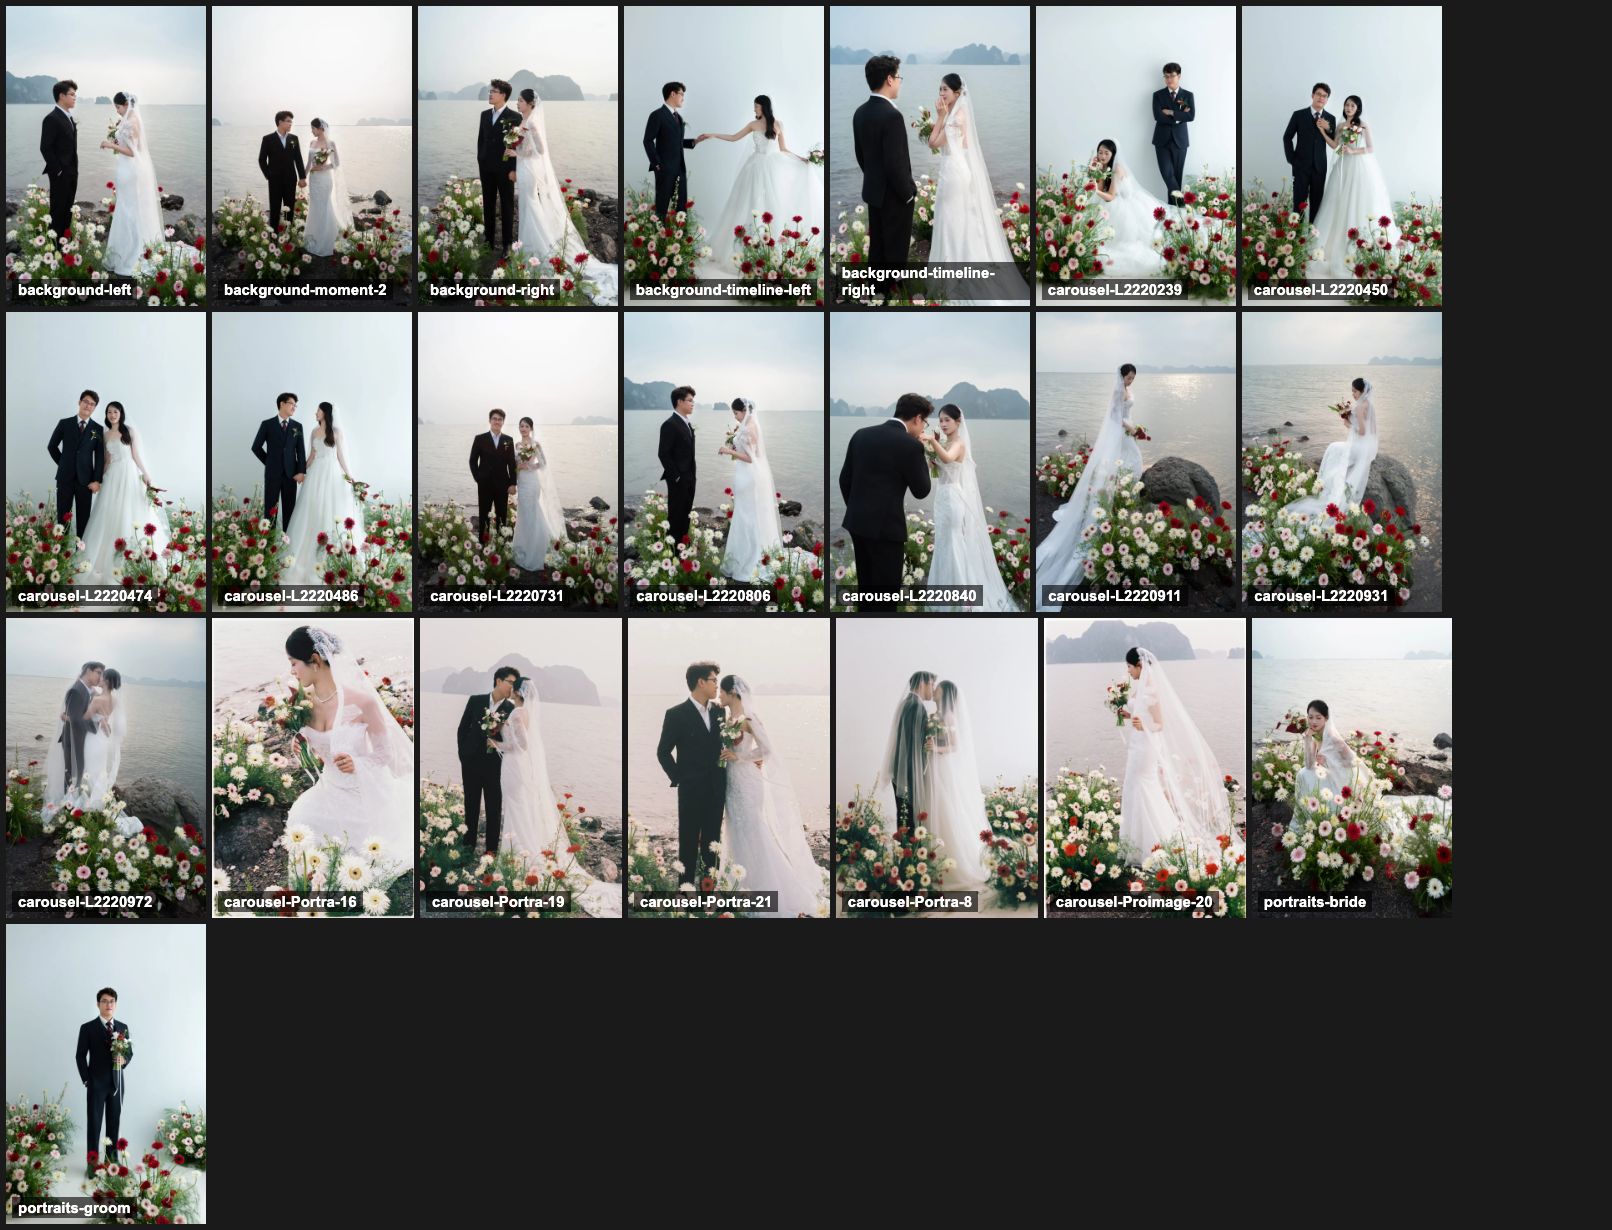 background-left
background-moment-2
background-right
background-timeline-left
background-timeline-
right
carousel-L2220239
carousel-L2220450
carousel-L2220474
carousel-L2220486
carousel-L2220731
carousel-L2220806
carousel-L2220840
carousel-L2220911
carousel-L2220931
carousel-L2220972
carousel-Portra-16
carousel-Portra-19
carousel-Portra-21
carousel-Portra-8
carousel-Proimage-20
portraits-bride
portraits-groom